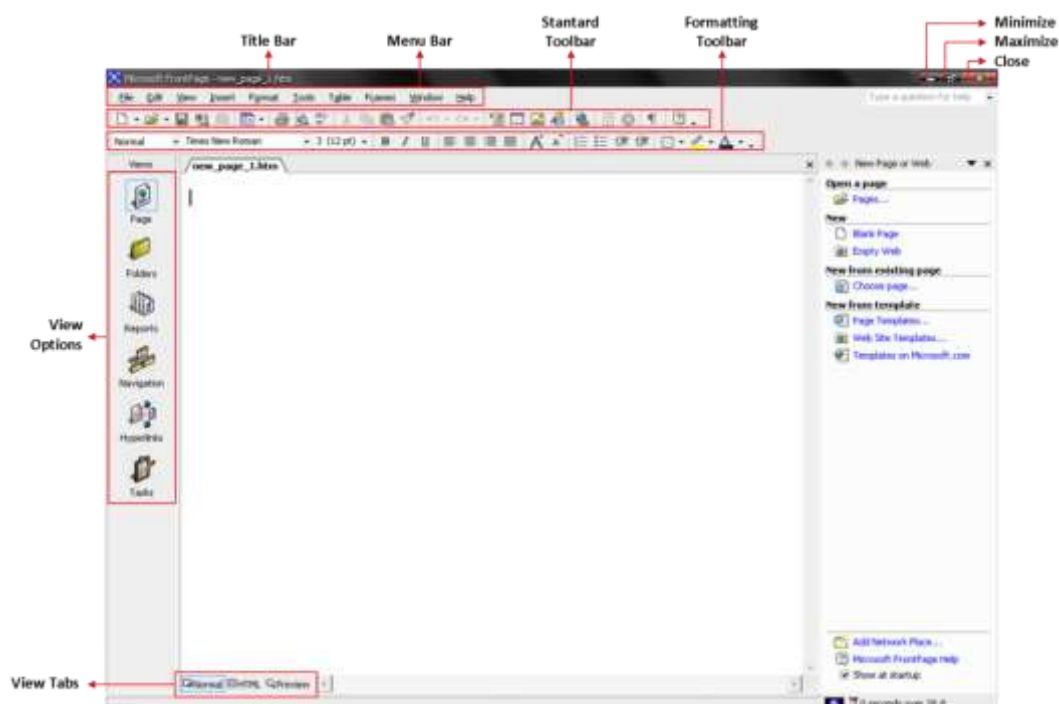 Stantard Toolbar
Formatting Toolbar
Minimize
Maximize
Close
Title Bar
Menu Bar
Microsoft FrontPage - new_page_1.htm
File Edit View Insert Format Tools Table Frames Window Help
Type a question for help
Normal Times New Roman 3 (12 pt) B I U
Views
new_page_1.htm
New Page or Web
Page
Folders
Reports
Navigation
Hyperlinks
Tasks
View Options
Open a page
Pages...
New
Blank Page
Empty Web
New from existing page
Choose page...
New from template
Page Templates...
Web Site Templates...
Templates on Microsoft.com
Add Network Place...
Microsoft FrontPage Help
Show at startup
View Tabs
Normal HTML Preview
seconds over 28.8